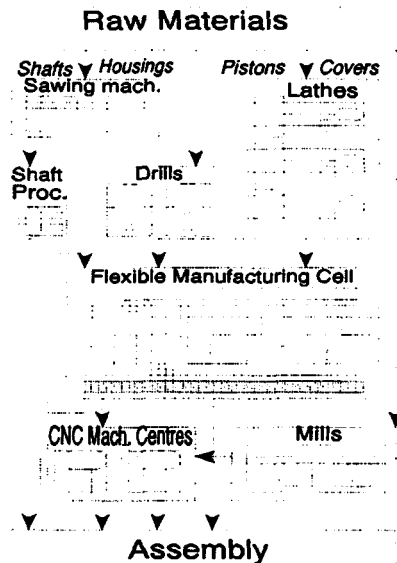 Raw Materials
Shafts Housings Pistons Covers
Sawing mach. Lathes
Shaft Proc.
Drills
Flexible Manufacturing Cell
CNC Mach. Centres Mills
Assembly